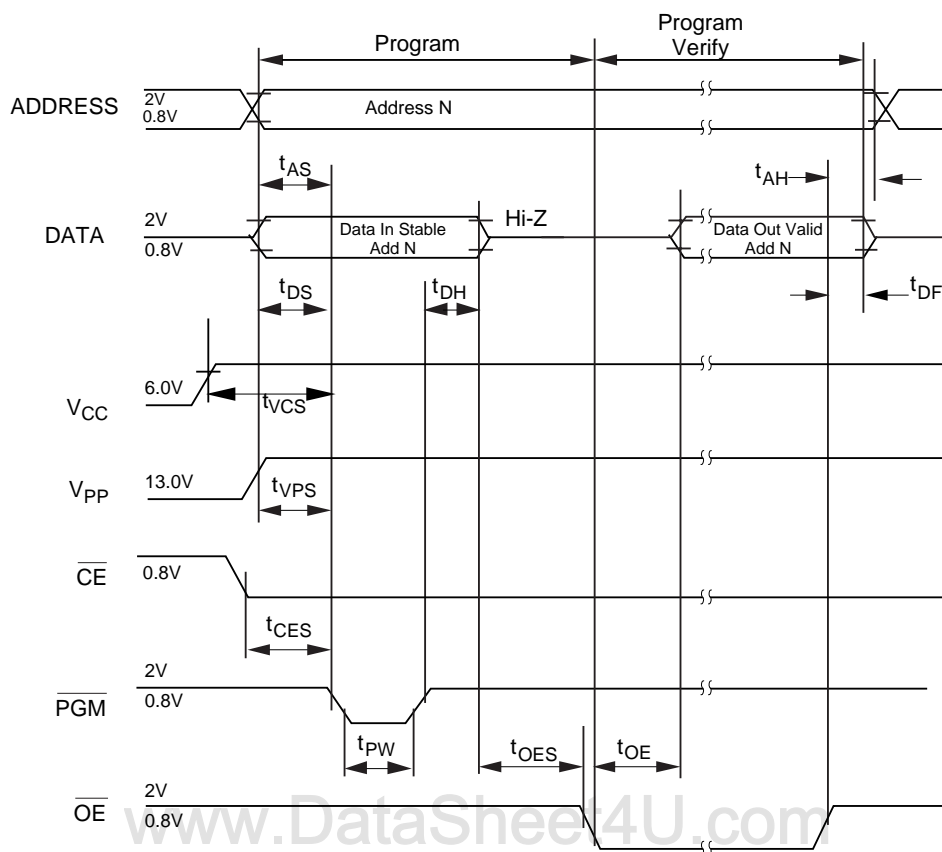 Program
Program
Verify
ADDRESS
2V
0.8V
Address N
tAS
tAH
DATA
2V
0.8V
Data In Stable
Add N
Hi-Z
Data Out Valid
Add N
tDS
tDH
tDF
VCC
6.0V
tVCS
VPP
13.0V
tVPS
CE
0.8V
tCES
PGM
2V
0.8V
tPW
tOES
tOE
OE
2V
0.8V
www.DataSheet4U.com